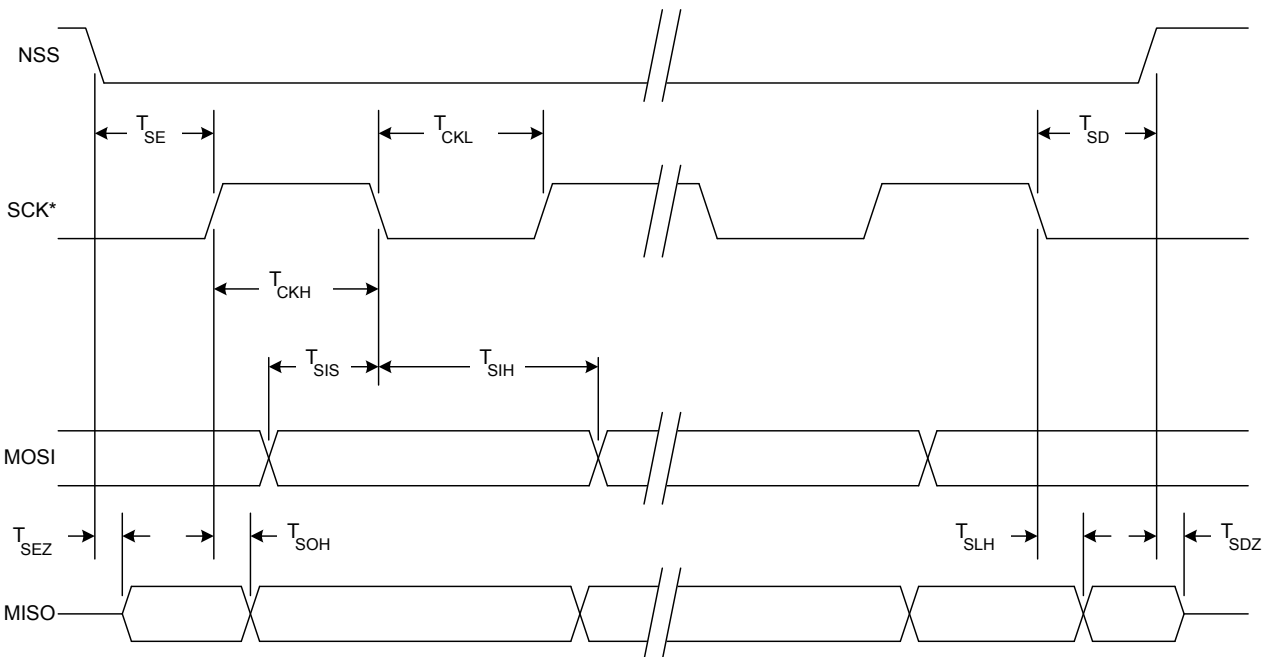 NSS
T_SE
T_CKL
T_SD
SCK*
T_CKH
T_SIS
T_SIH
MOSI
T_SEZ
T_SOH
T_SLH
T_SDZ
MISO